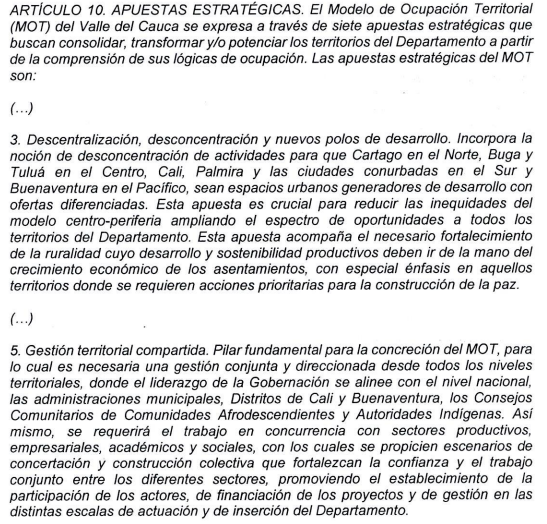 ARTÍCULO 10. APUESTAS ESTRATÉGICAS. El Modelo de Ocupación Territorial
(MOT) del Valle del Cauca se expresa a través de siete apuestas estratégicas que
buscan consolidar, transformar y/o potenciar los territorios del Departamento a partir
de la comprensión de sus lógicas de ocupación. Las apuestas estratégicas del MOT
son:
(...)
3. Descentralización, desconcentración y nuevos polos de desarrollo. Incorpora la
noción de desconcentración de actividades para que Cartago en el Norte, Buga y
Tuluá en el Centro, Cali, Palmira y las ciudades conurbadas en el Sur y
Buenaventura en el Pacífico, sean espacios urbanos generadores de desarrollo con
ofertas diferenciadas. Esta apuesta es crucial para reducir las inequidades del
modelo centro-periferia ampliando el espectro de oportunidades a todos los
territorios del Departamento. Esta apuesta acompaña el necesario fortalecimiento
de la ruralidad cuyo desarrollo y sostenibilidad productivos deben ir de la mano del
crecimiento económico de los asentamientos, con especial énfasis en aquellos
territorios donde se requieren acciones prioritarias para la construcción de la paz.
(...)
5. Gestión territorial compartida. Pilar fundamental para la concreción del MOT, para
lo cual es necesaria una gestión conjunta y direccionada desde todos los niveles
territoriales, donde el liderazgo de la Gobernación se alinee con el nivel nacional,
las administraciones municipales, Distritos de Cali y Buenaventura, los Consejos
Comunitarios de Comunidades Afrodescendientes y Autoridades Indígenas. Así
mismo, se requerirá el trabajo en concurrencia con sectores productivos,
empresariales, académicos y sociales, con los cuales se propicien escenarios de
concertación y construcción colectiva que fortalezcan la confianza y el trabajo
conjunto entre los diferentes sectores, promoviendo el establecimiento de la
participación de los actores, de financiación de los proyectos y de gestión en las
distintas escalas de actuación y de inserción del Departamento.